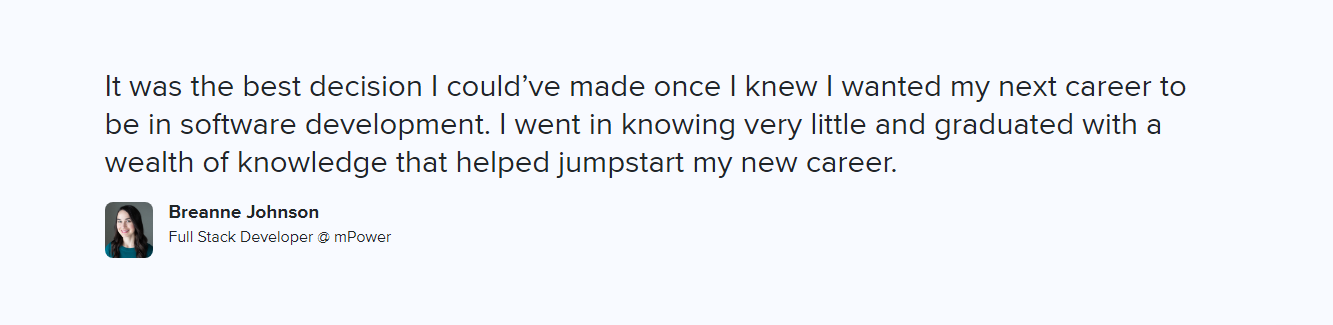 It was the best decision I could’ve made once I knew I wanted my next career to
be in software development. I went in knowing very little and graduated with a
wealth of knowledge that helped jumpstart my new career.
Breanne Johnson
Full Stack Developer @ mPower